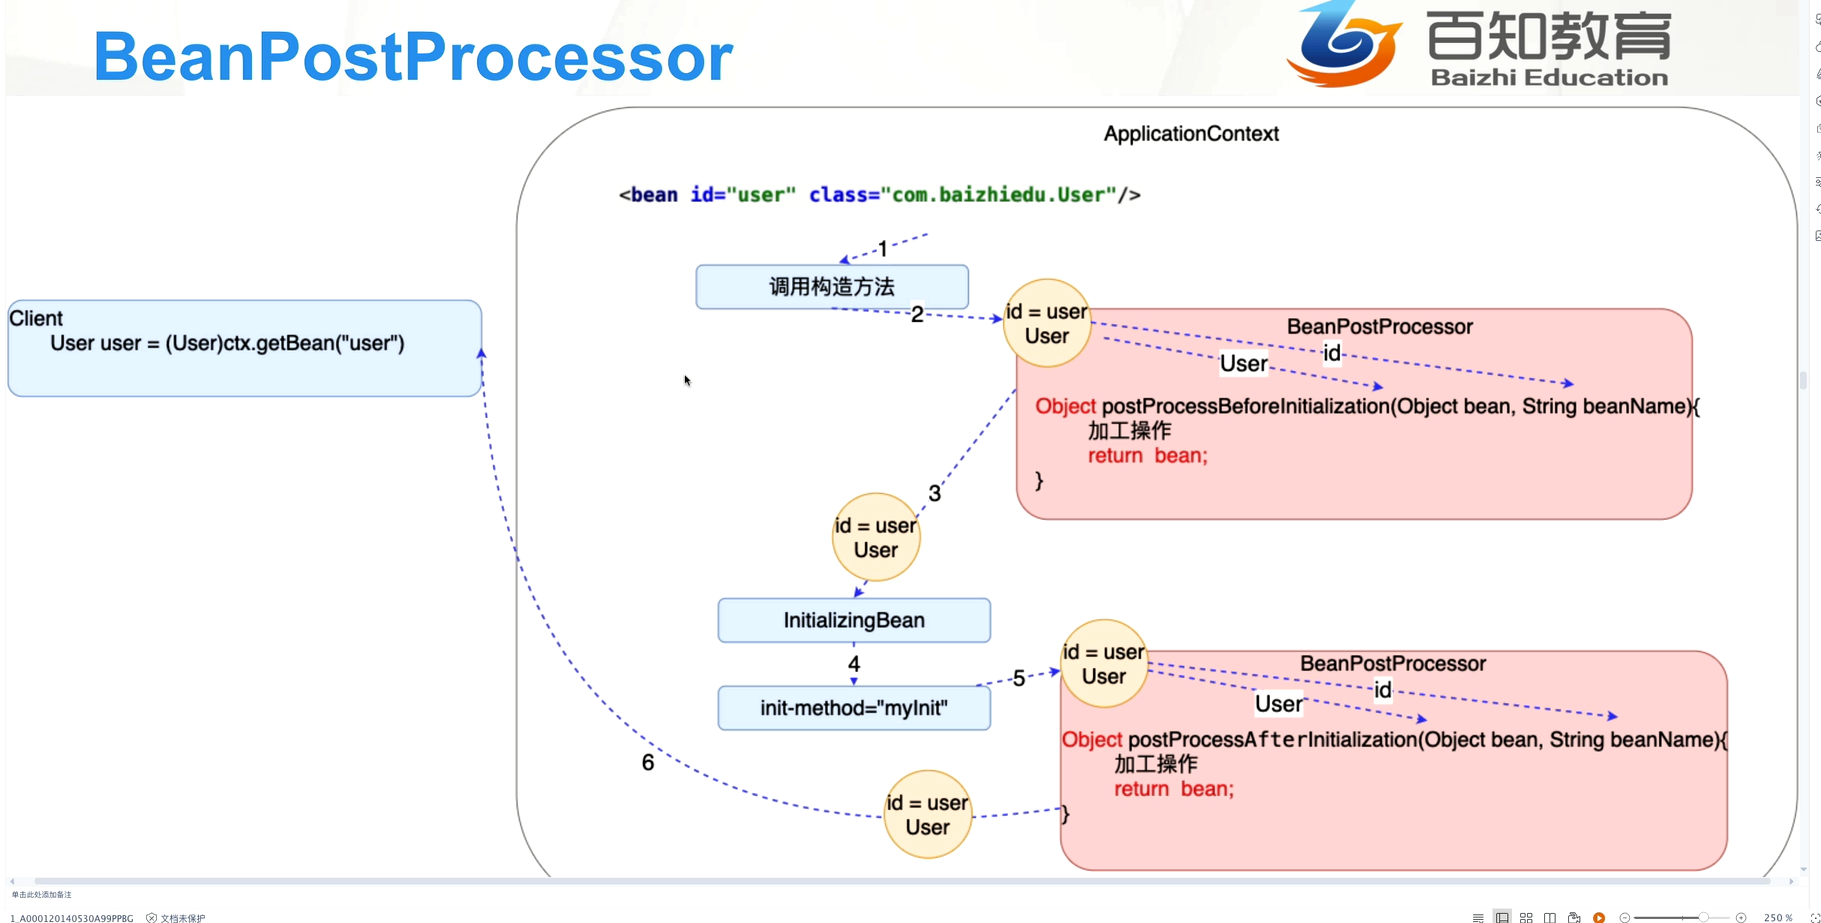 BeanPostProcessor
百知教育
Baizhi Education
ApplicationContext
<bean id="user" class="com.baizhiedu.User"/>
1
调用构造方法
2
id = user
User
BeanPostProcessor
id
User
Client
User user = (User)ctx.getBean("user")
Object postProcessBeforeInitialization(Object bean, String beanName){
加工操作
return bean;
}
3
id = user
User
InitializingBean
4
init-method="myInit"
5
id = user
User
BeanPostProcessor
id
User
Object postProcessAfterInitialization(Object bean, String beanName){
加工操作
return bean;
}
6
id = user
User
单击此处添加备注
1_A000120140530A99PPBG 文档未保护
250 %